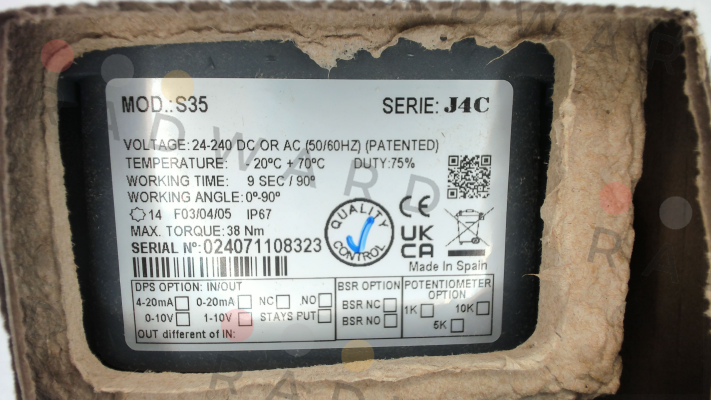 MOD.:S35 SERIE: J4C
VOLTAGE: 24-240 DC OR AC (50/60HZ) (PATENTED)
TEMPERATURE: - 20ºC + 70ºC DUTY: 75%
WORKING TIME: 9 SEC / 90º
WORKING ANGLE: 0º-90º
14 F03/04/05 IP67
MAX. TORQUE: 38 Nm
SERIAL Nº: 024071108323
QUALITY CONTROL
CE
UK
CA
Made In Spain
DPS OPTION: IN/OUT
4-20mA 0-20mA NC .NO
0-10V 1-10V STAYS PUT
OUT different of IN:
BSR OPTION
BSR NC
BSR NO
POTENTIOMETER
OPTION
1K 10K
5K
RADWARD
RADWARD